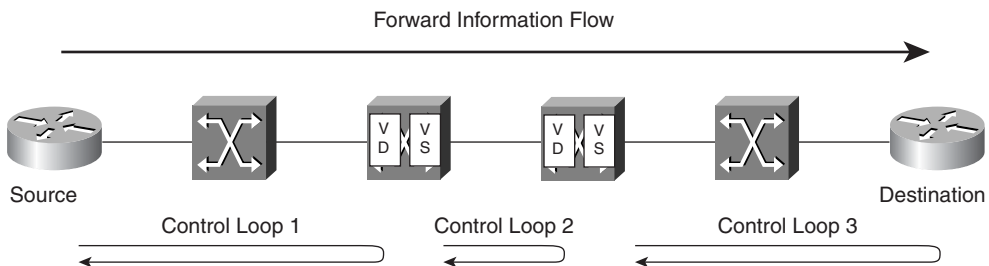 Forward Information Flow
V
D
V
S
V
D
V
S
Source
Destination
Control Loop 1
Control Loop 2
Control Loop 3